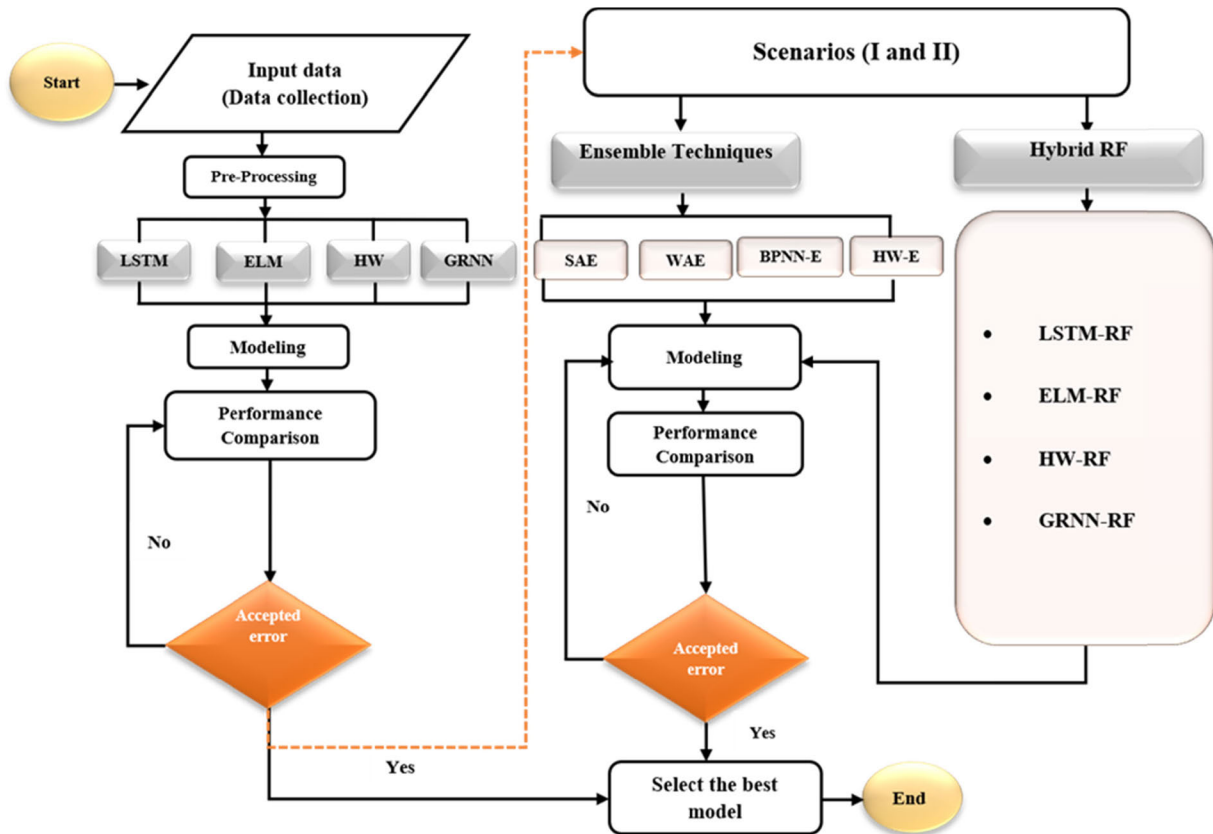 Start
Input data
(Data collection)
Pre-Processing
LSTM
ELM
HW
GRNN
Modeling
Performance
Comparison
No
Accepted
error
Yes
Scenarios (I and II)
Ensemble Techniques
Hybrid RF
SAE
WAE
BPNN-E
HW-E
Modeling
Performance
Comparison
No
Accepted
error
Yes
• LSTM-RF
• ELM-RF
• HW-RF
• GRNN-RF
Select the best
model
End